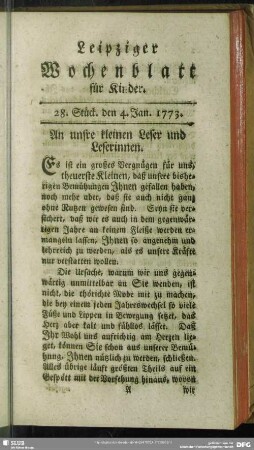 Leipziger
Wochenblatt
für Kinder.
28. Stück. den 4. Jan. 1773.
An unsre kleinen Leser und
Leserinnen.
Es ist ein großes Vergnügen für uns,
theuerste Kleinen, daß unsere bishe-
rigen Bemühungen Ihnen gefallen haben,
noch mehr aber, daß sie auch nicht ganz
ohne Nutzen gewesen sind. Seyn sie ver-
sichert, daß wir es auch in dem gegenwär-
tigen Jahre an keinem Fleiße werden er-
mangeln lassen, Ihnen so angenehm und
lehrreich zu werden, als es unsere Kräfte
nur verstatten wollen.
Die Ursache, warum wir uns gegen-
wärtig unmittelbar an Sie wenden, ist
nicht, die thörichte Mode mit zu machen,
die bey einem jeden Jahreswechsel so viele
Füße und Lippen in Bewegung setzet, das
Herz aber kalt und fühllos lässet. Daß
Ihr Wohl uns aufrichtig am Herzen lie-
get, können Sie schon aus unserer Bemü-
hung, Ihnen nützlich zu werden, schließen.
Alles übrige läuft größten Theils auf ein
Gespött mit der Vorsehung hinaus, wovon
A wir
SLUB
DFG